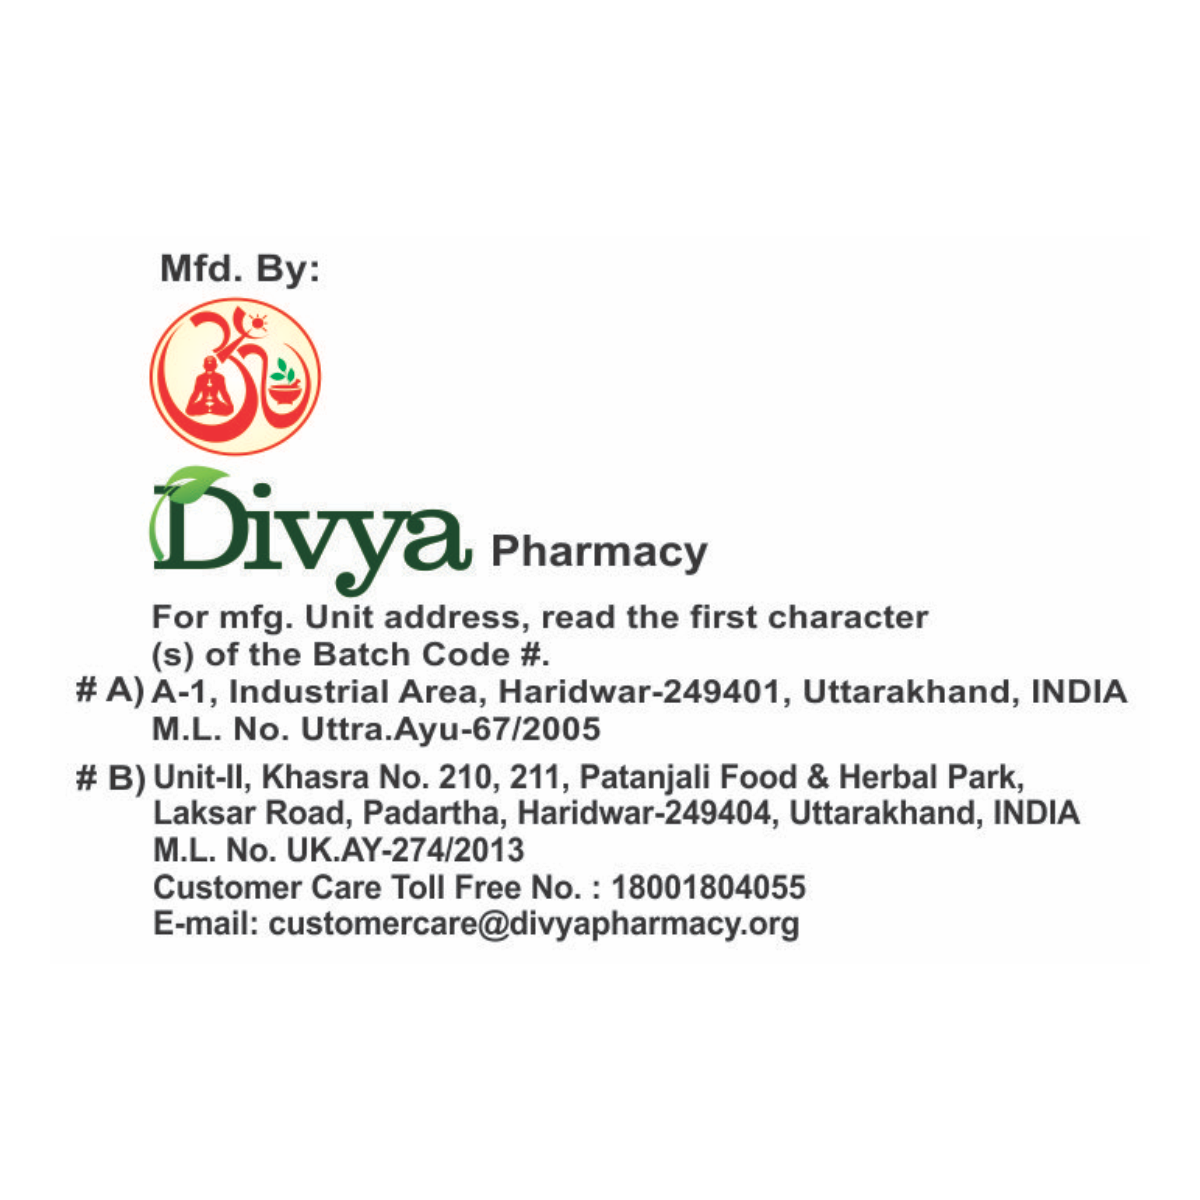 Mfd. By:
Divya Pharmacy
For mfg. Unit address, read the first character
(s) of the Batch Code #.
# A) A-1, Industrial Area, Haridwar-249401, Uttarakhand, INDIA
M.L. No. Uttra.Ayu-67/2005
# B) Unit-II, Khasra No. 210, 211, Patanjali Food & Herbal Park,
Laksar Road, Padartha, Haridwar-249404, Uttarakhand, INDIA
M.L. No. UK.AY-274/2013
Customer Care Toll Free No. : 18001804055
E-mail: customercare@divyapharmacy.org